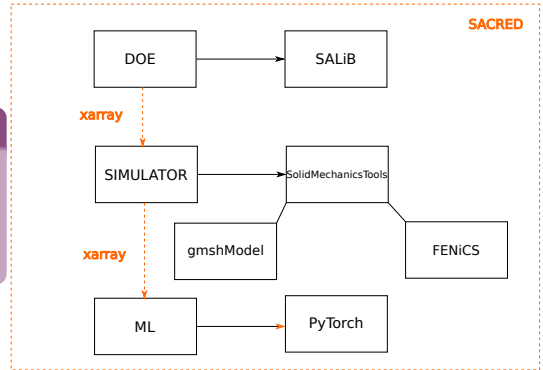 SACRED
DOE
SALiB
xarray
SIMULATOR
SolidMechanicsTools
gmshModel
FENiCS
xarray
ML
PyTorch